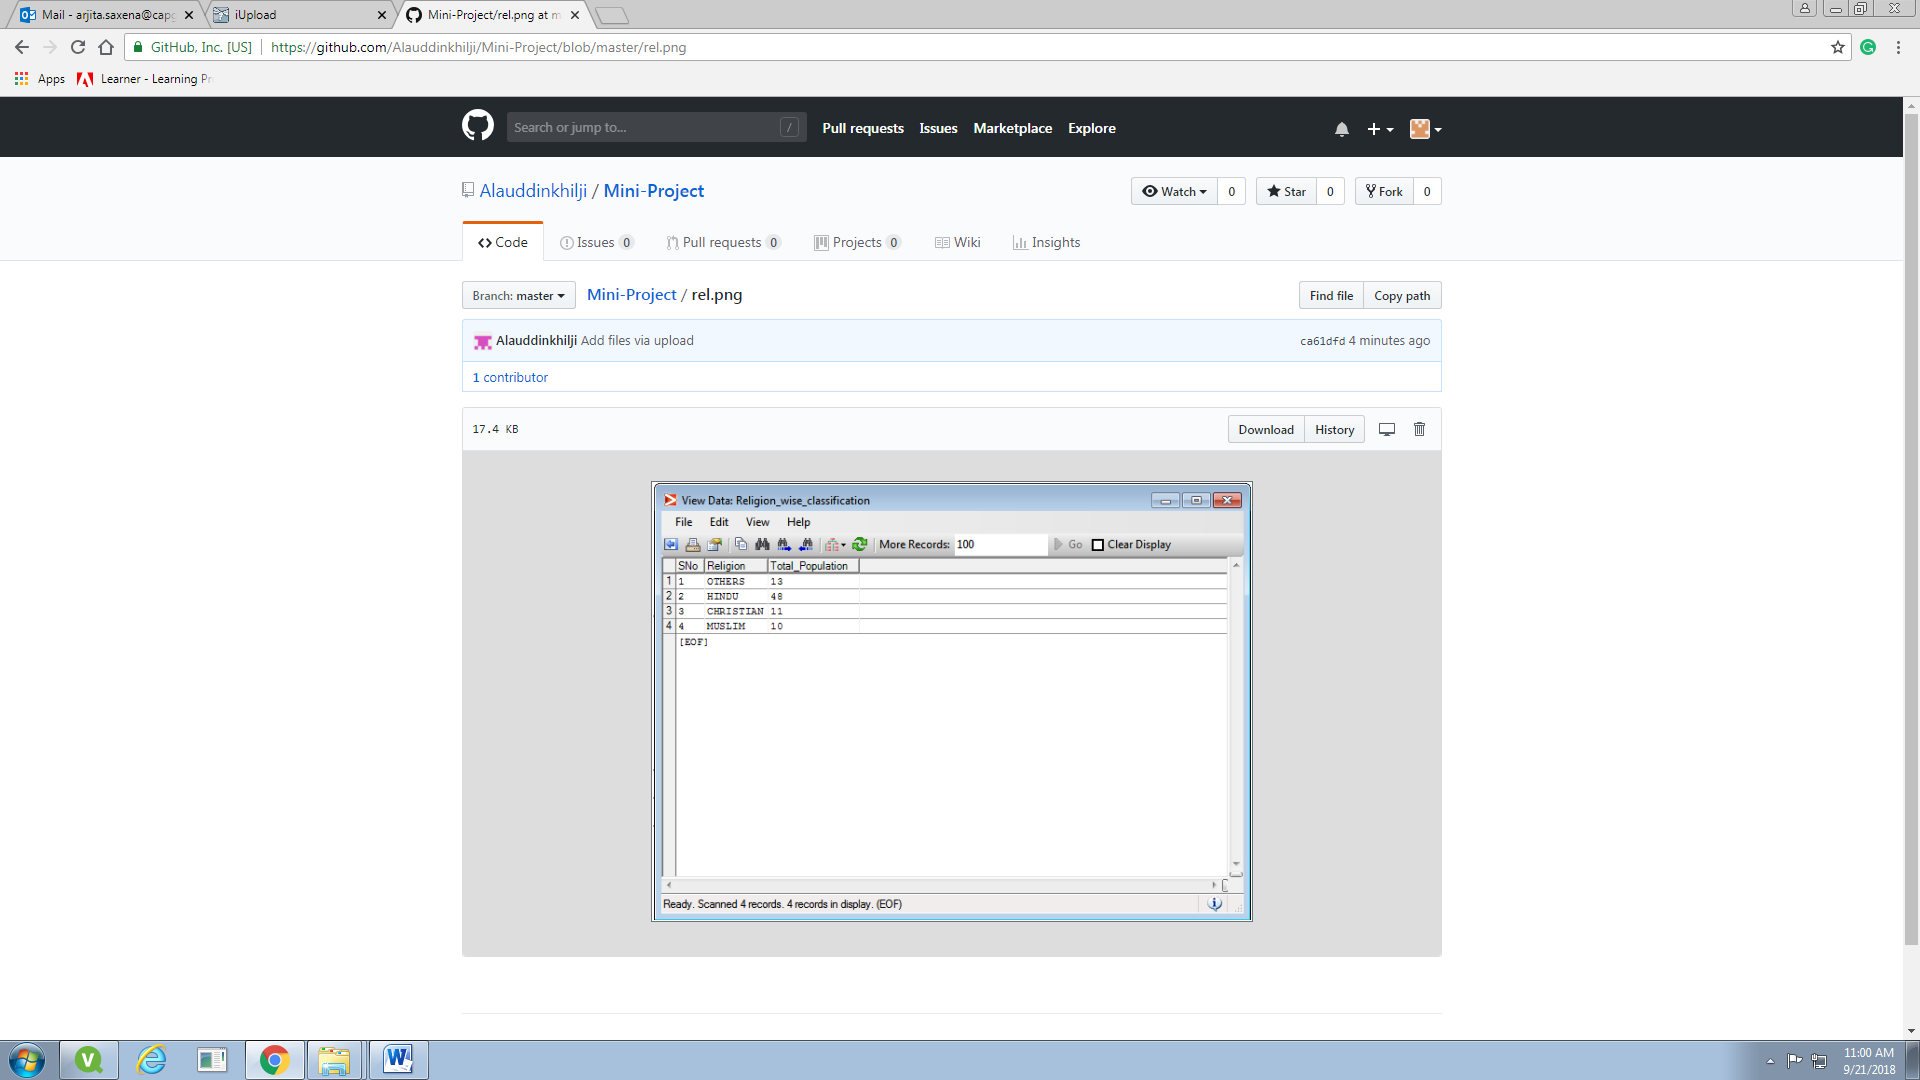 Mail - arjita.saxena@capg
iUpload
Mini-Project/rel.png at m
GitHub, Inc. [US] https://github.com/Alauddinkhilji/Mini-Project/blob/master/rel.png
Apps Learner - Learning Pr
Search or jump to... / Pull requests Issues Marketplace Explore
Alauddinkhilji / Mini-Project
Watch 0 Star 0 Fork 0
Code Issues 0 Pull requests 0 Projects 0 Wiki Insights
Branch: master Mini-Project / rel.png Find file Copy path
Alauddinkhilji Add files via upload ca61dfd 4 minutes ago
1 contributor
17.4 KB Download History
View Data: Religion_wise_classification
File Edit View Help
More Records: 100 Go Clear Display
SNo Religion Total_Population
1 1 OTHERS 13
2 2 HINDU 48
3 3 CHRISTIAN 11
4 4 MUSLIM 10
[EOF]
Ready. Scanned 4 records. 4 records in display. (EOF)
11:00 AM
9/21/2018